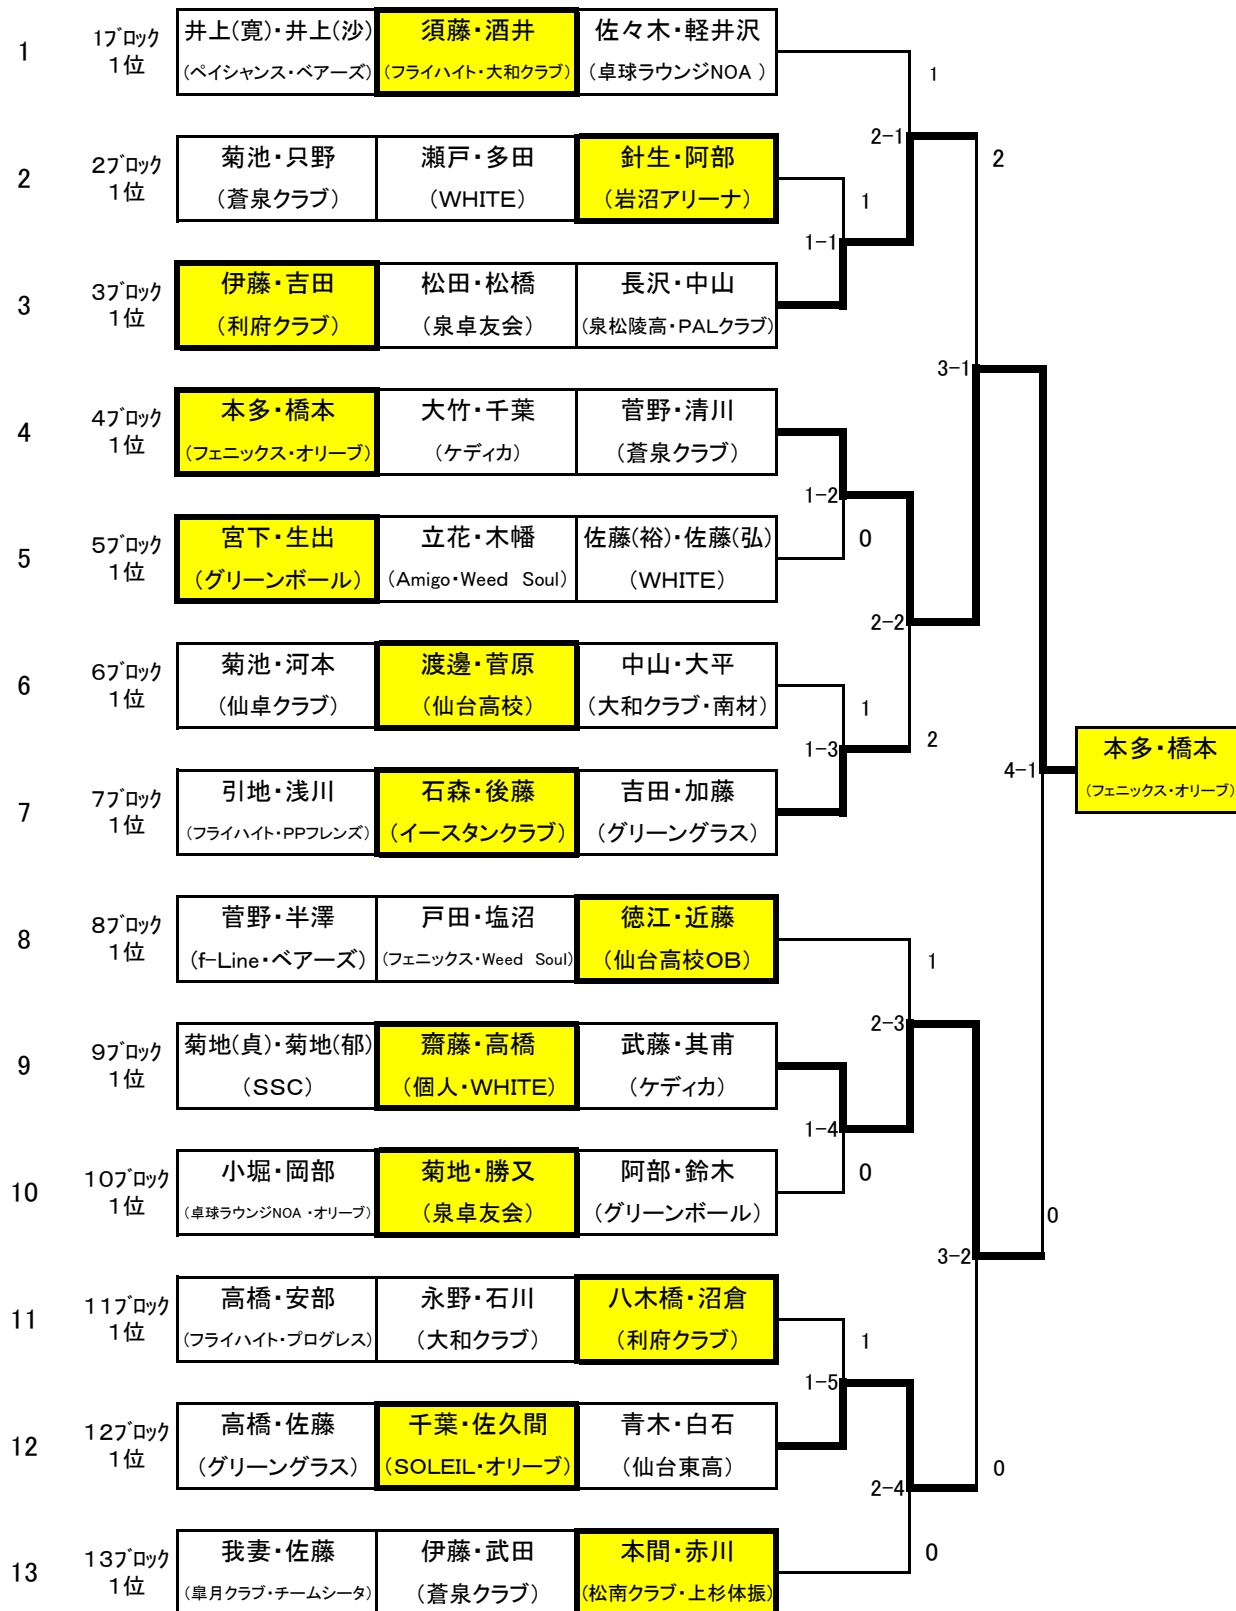 1 1ブロック 1位 井上(寛)・井上(沙) 須藤・酒井 佐々木・軽井沢
(ペイシャンス・ベアーズ) (フライハイト・大和クラブ) (卓球ラウンジNOA )
1
2-1
2
2 2ブロック 1位 菊池・只野 瀬戸・多田 針生・阿部
(蒼泉クラブ) (WHITE) (岩沼アリーナ)
1
1-1
3 3ブロック 1位 伊藤・吉田 松田・松橋 長沢・中山
(利府クラブ) (泉卓友会) (泉松陵高・PALクラブ)
3-1
4 4ブロック 1位 本多・橋本 大竹・千葉 菅野・清川
(フェニックス・オリーブ) (ケディカ) (蒼泉クラブ)
1-2
0
5 5ブロック 1位 宮下・生出 立花・木幡 佐藤(裕)・佐藤(弘)
(グリーンボール) (Amigo・Weed Soul) (WHITE)
2-2
6 6ブロック 1位 菊池・河本 渡邊・菅原 中山・大平
(仙卓クラブ) (仙台高校) (大和クラブ・南材)
1
1-3
2
本多・橋本
(フェニックス・オリーブ)
4-1
7 7ブロック 1位 引地・浅川 石森・後藤 吉田・加藤
(フライハイト・PPフレンズ) (イースタンクラブ) (グリーングラス)
8 8ブロック 1位 菅野・半澤 戸田・塩沼 徳江・近藤
(f-Line・ベアーズ) (フェニックス・Weed Soul) (仙台高校OB)
1
2-3
9 9ブロック 1位 菊地(貞)・菊地(郁) 齋藤・高橋 武藤・其甫
(SSC) (個人・WHITE) (ケディカ)
1-4
0
10 10ブロック 1位 小堀・岡部 菊地・勝又 阿部・鈴木
(卓球ラウンジNOA ・オリーブ) (泉卓友会) (グリーンボール)
0
3-2
11 11ブロック 1位 高橋・安部 永野・石川 八木橋・沼倉
(フライハイト・プログレス) (大和クラブ) (利府クラブ)
1
1-5
12 12ブロック 1位 高橋・佐藤 千葉・佐久間 青木・白石
(グリーングラス) (SOLEIL・オリーブ) (仙台東高)
0
2-4
0
13 13ブロック 1位 我妻・佐藤 伊藤・武田 本間・赤川
(皐月クラブ・チームシータ) (蒼泉クラブ) (松南クラブ・上杉体振)